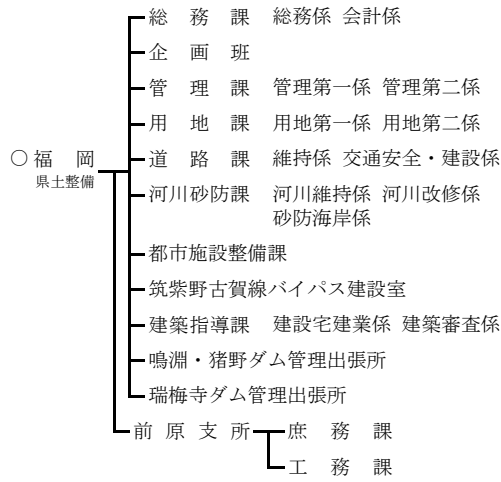 総務課 総務係 会計係
企画班
管理課 管理第一係 管理第二係
用地課 用地第一係 用地第二係
○福岡
県土整備
道路課 維持係 交通安全・建設係
河川砂防課 河川維持係 河川改修係
砂防海岸係
都市施設整備課
筑紫野古賀線バイパス建設室
建築指導課 建設宅建業係 建築審査係
鳴淵・猪野ダム管理出張所
瑞梅寺ダム管理出張所
前原支所 庶務課
工務課